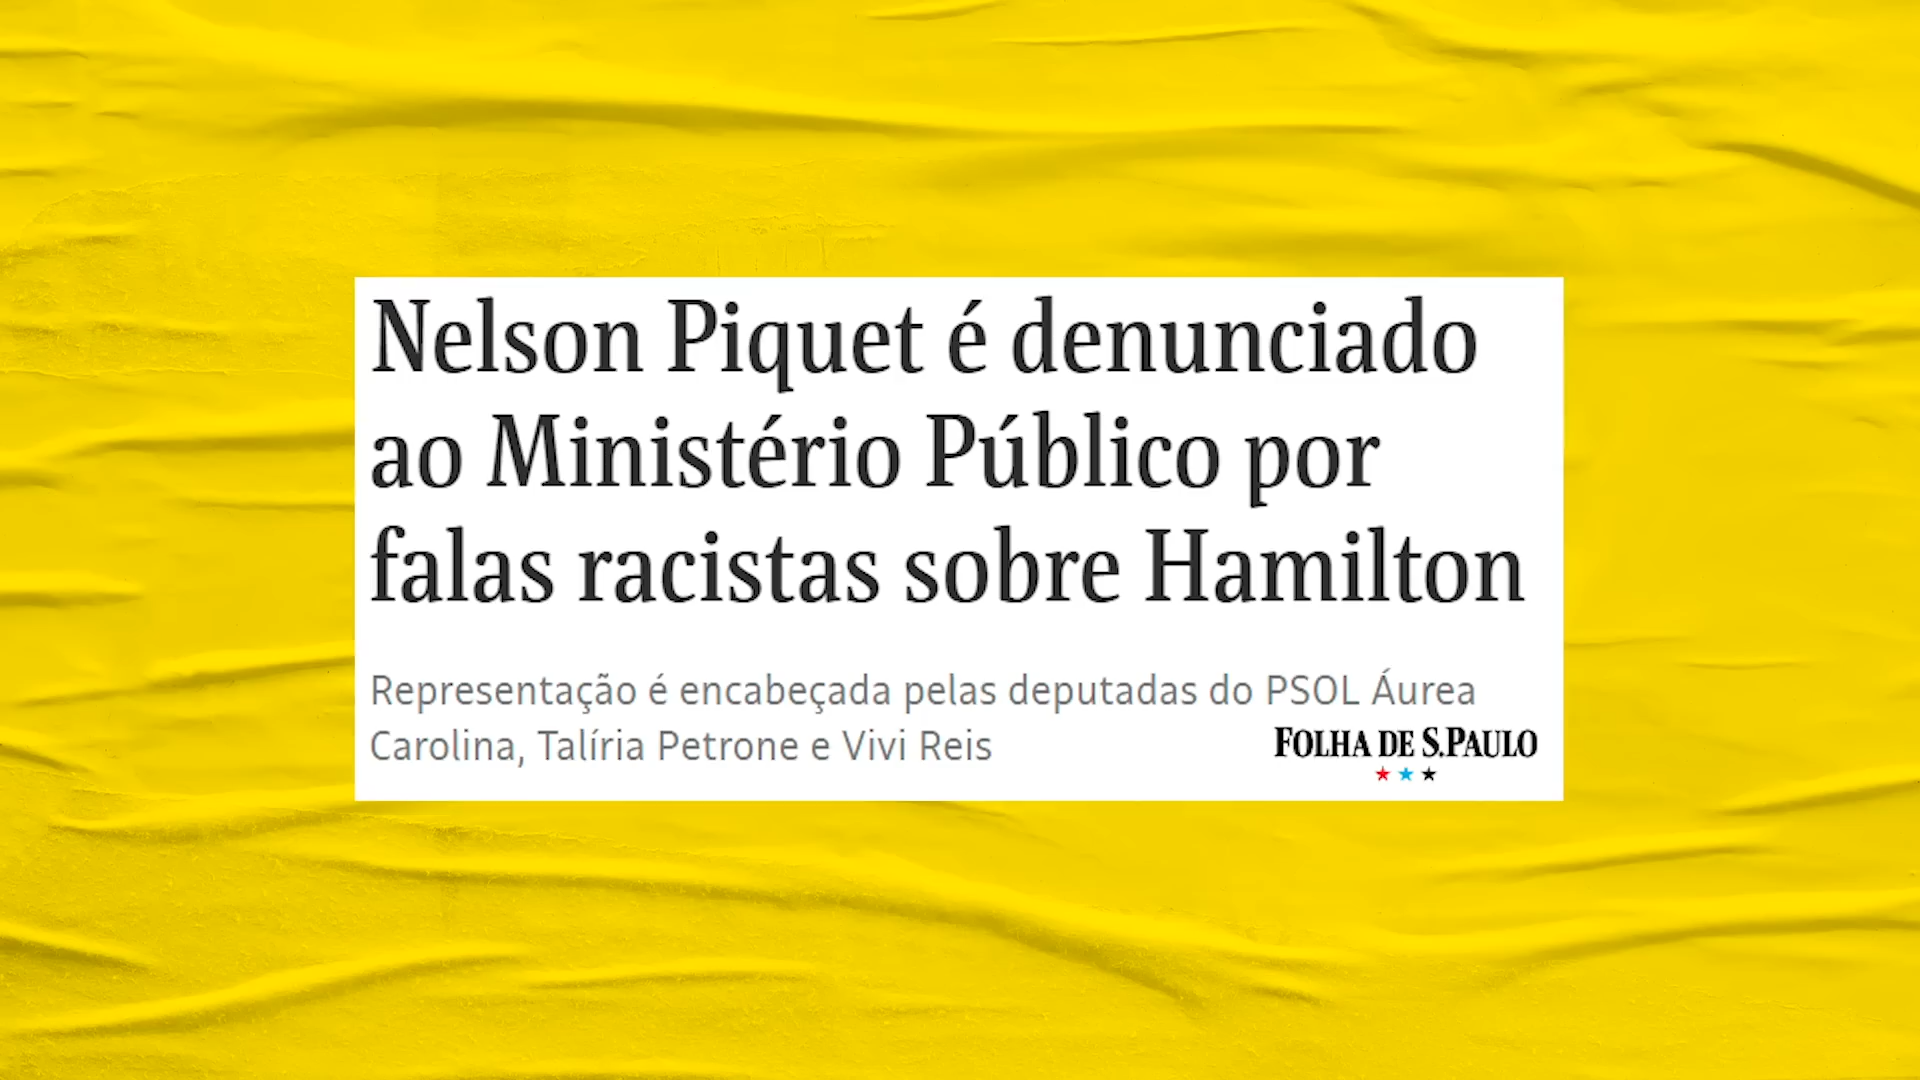 Nelson Piquet é denunciado
ao Ministério Público por
falas racistas sobre Hamilton
Representação é encabeçada pelas deputadas do PSOL Áurea
Carolina, Talíria Petrone e Vivi Reis
FOLHA DE S.PAULO